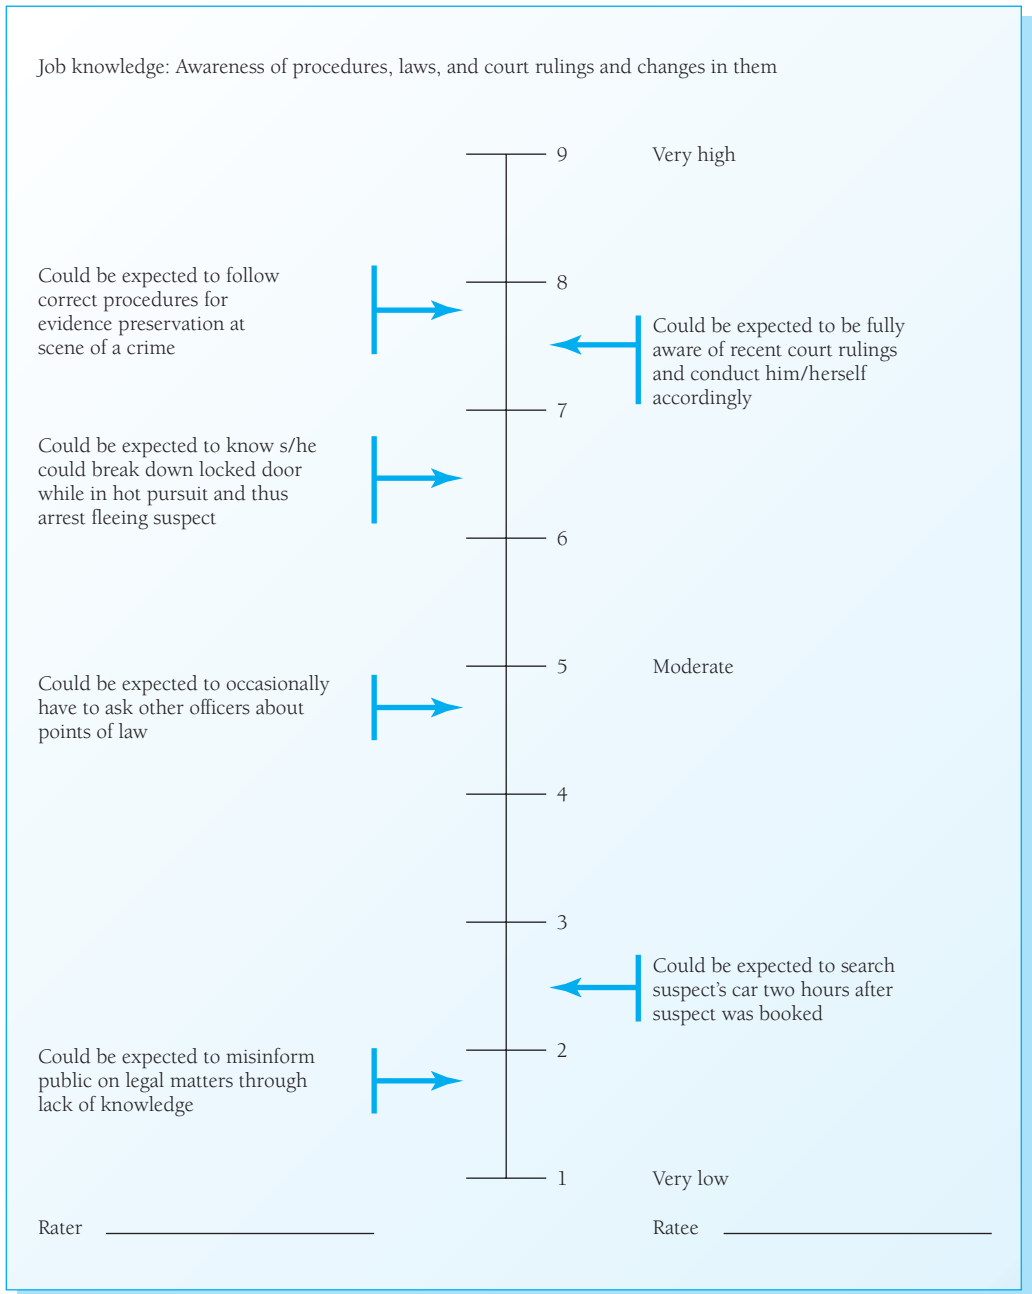 Job knowledge: Awareness of procedures, laws, and court rulings and changes in them
9 Very high
Could be expected to follow
correct procedures for
evidence preservation at
scene of a crime
8
Could be expected to be fully
aware of recent court rulings
and conduct him/herself
accordingly
7
Could be expected to know s/he
could break down locked door
while in hot pursuit and thus
arrest fleeing suspect
6
5 Moderate
Could be expected to occasionally
have to ask other officers about
points of law
4
3
Could be expected to search
suspect's car two hours after
suspect was booked
2
Could be expected to misinform
public on legal matters through
lack of knowledge
1 Very low
Rater
Ratee